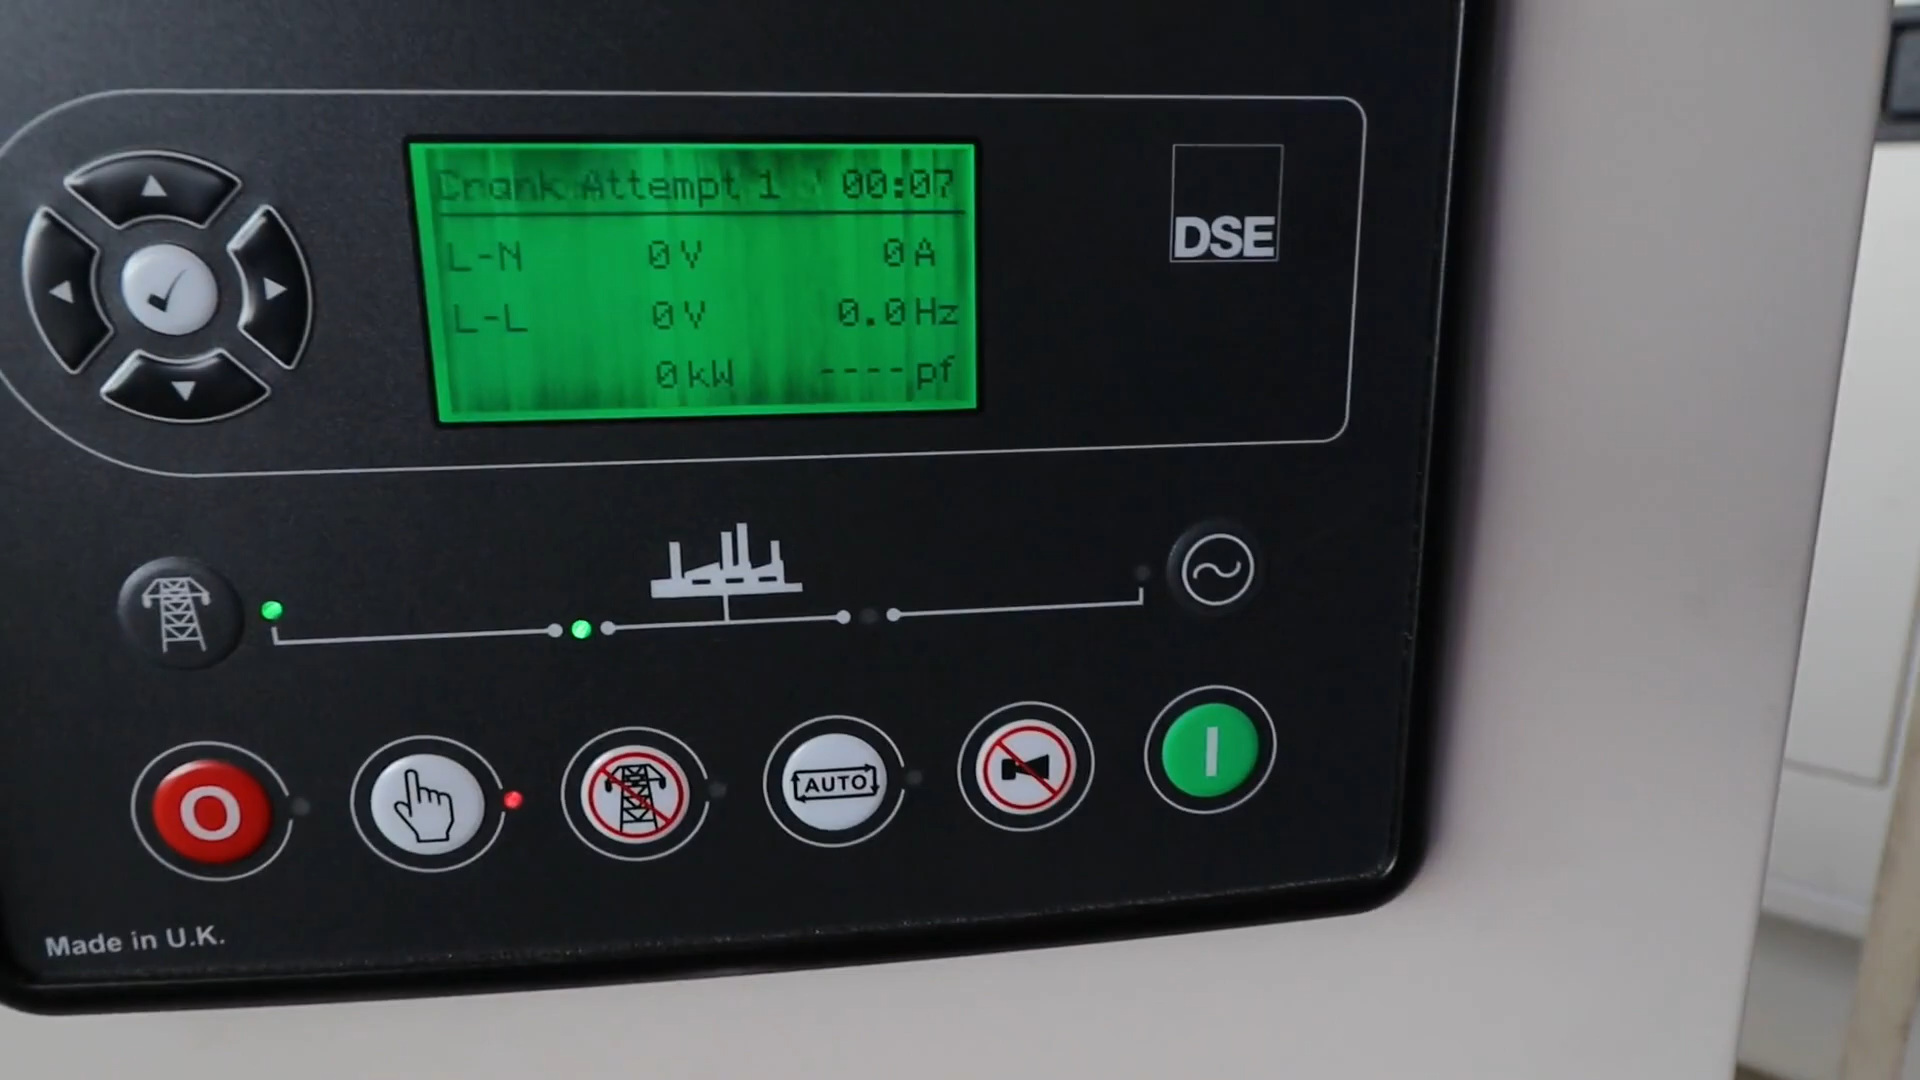 Crank Attempt 1 00:07
L-N 0V 0A
L-L 0V 0.0Hz
0kW ----pf
DSE
O
AUTO
I
Made in U.K.